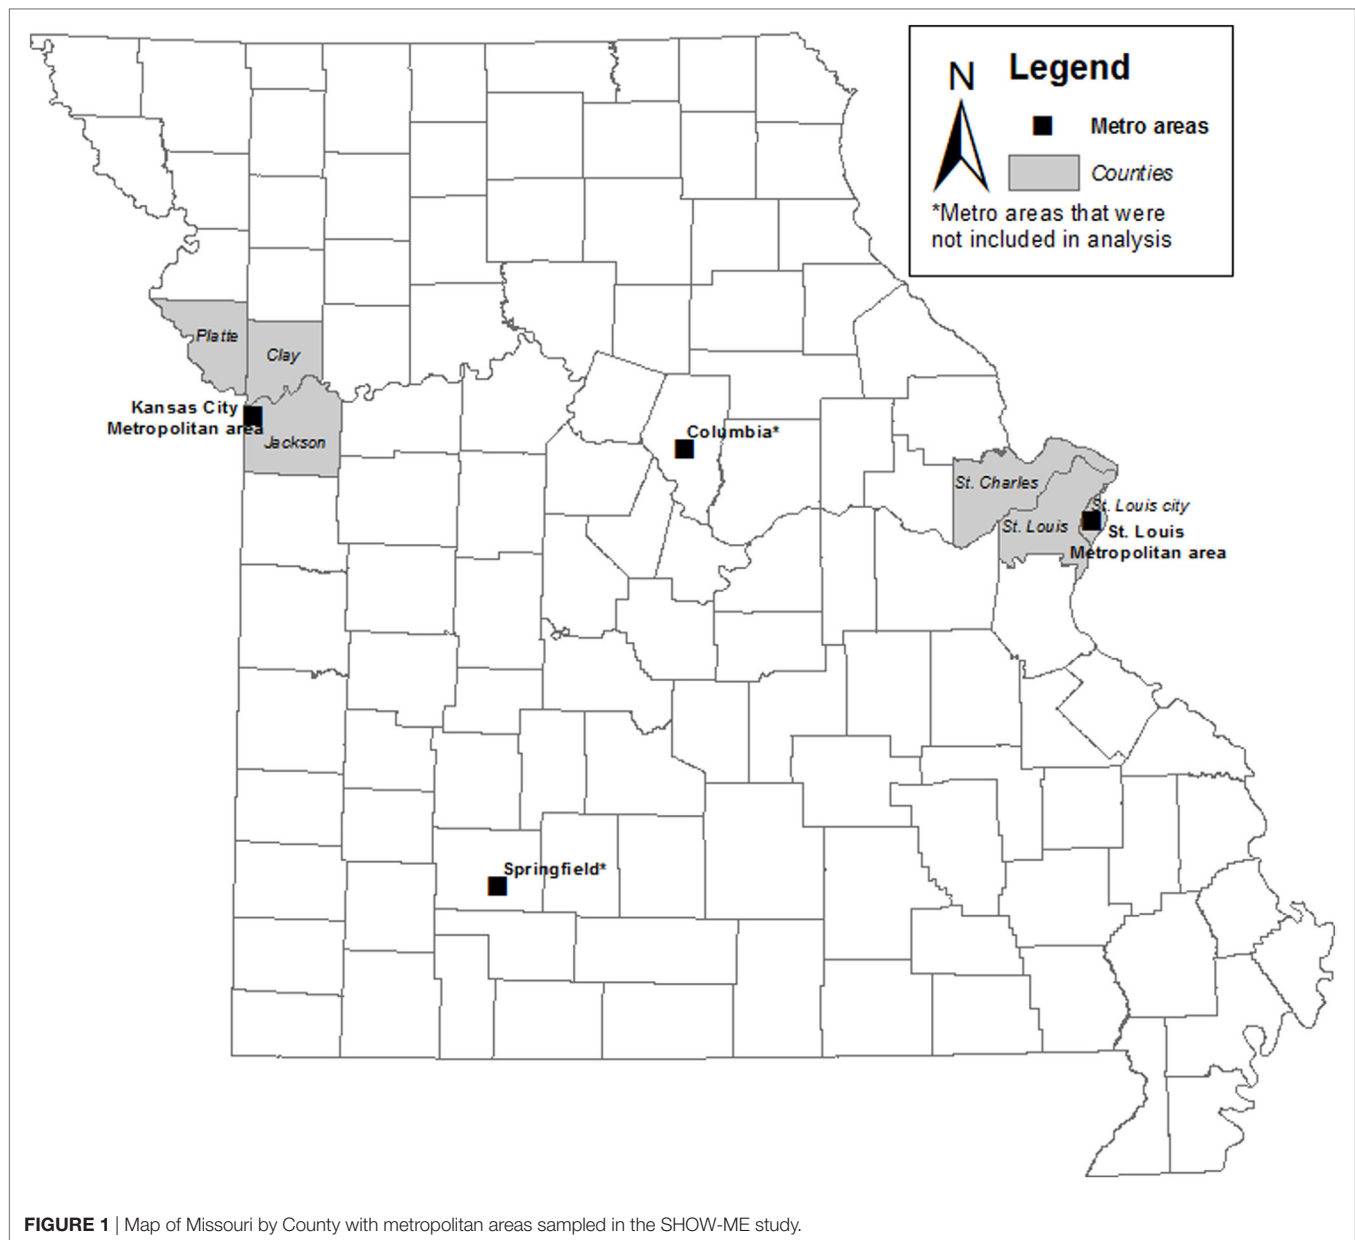 N
Legend
Metro areas
Counties
*Metro areas that were
not included in analysis
Platte
Clay
Kansas City
Metropolitan area
Jackson
Columbia*
St. Charles
St. Louis city
St. Louis
St. Louis
Metropolitan area
Springfield*
FIGURE 1 | Map of Missouri by County with metropolitan areas sampled in the SHOW-ME study.